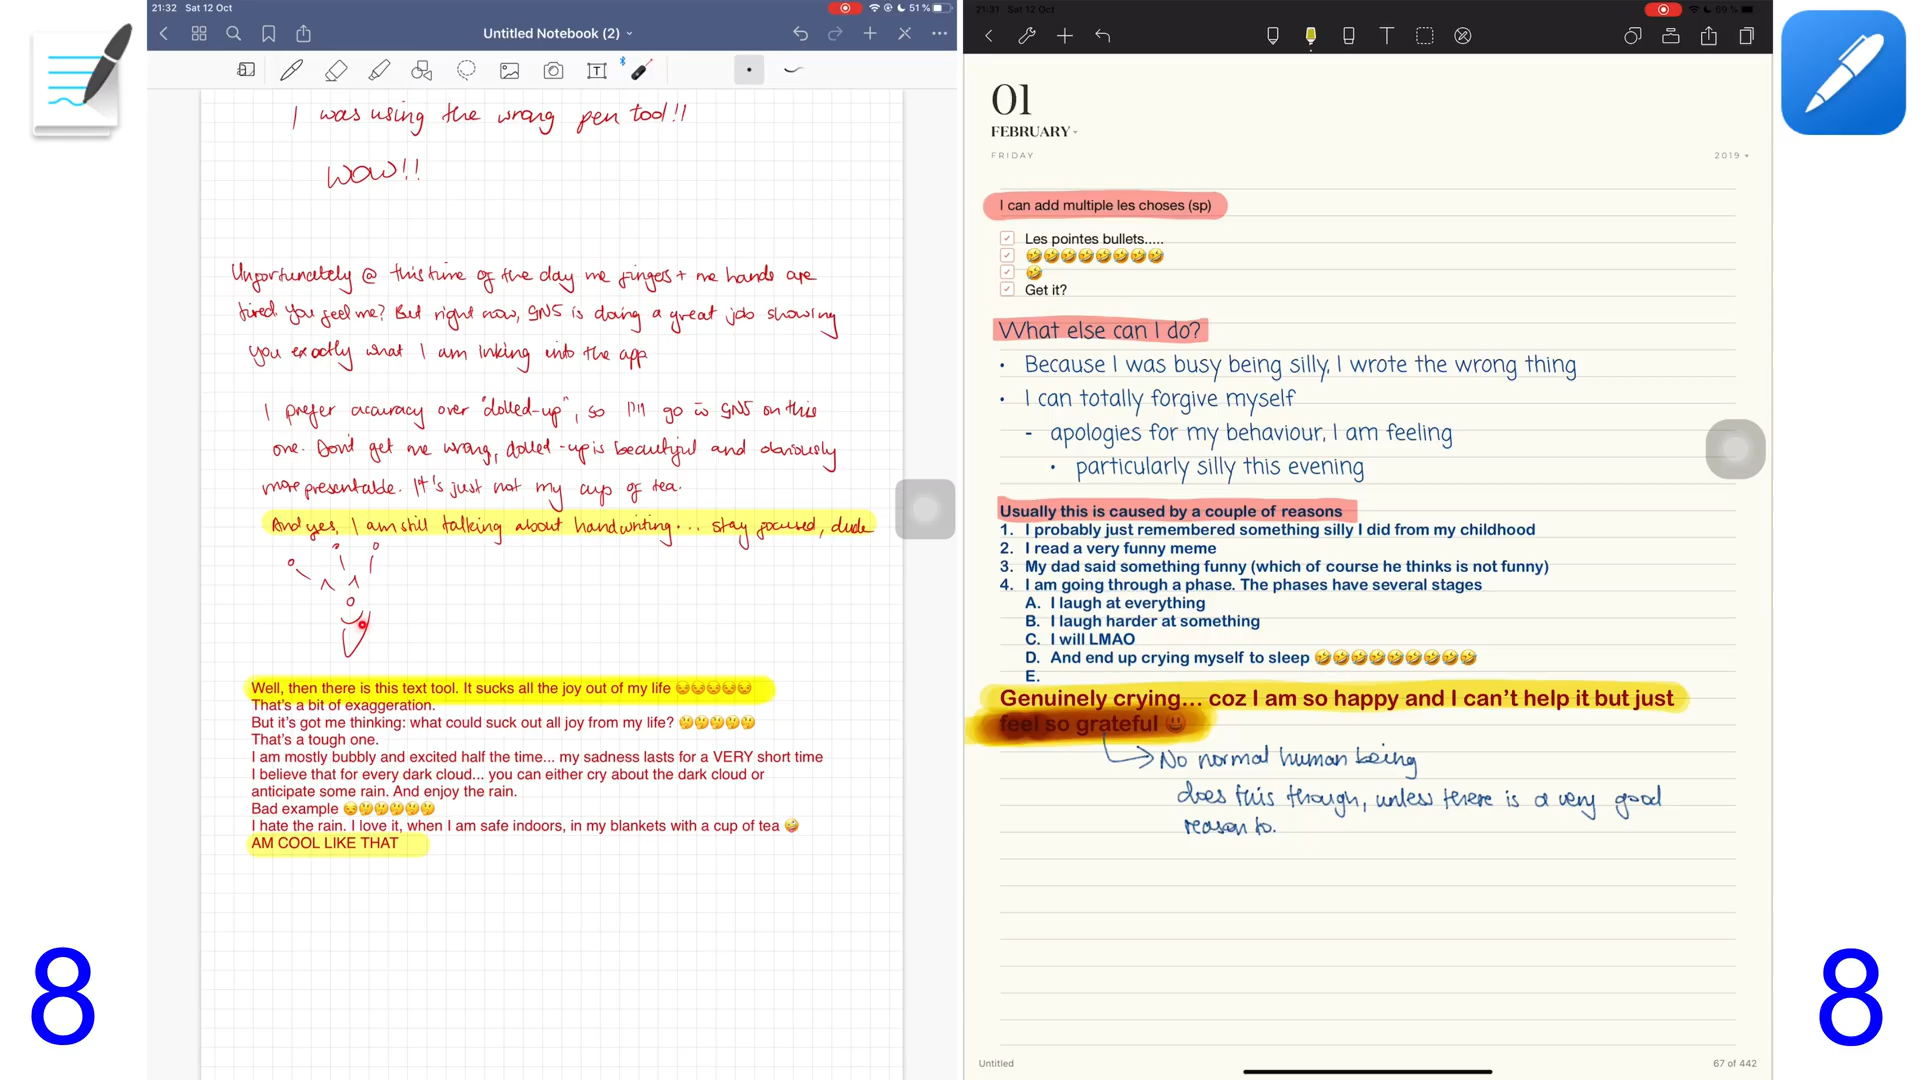 21:32 Sat 12 Oct
51 %
Untitled Notebook (2)
I was using the wrong pen tool!!
WOW!!
Unfortunately @ this time of the day me fingers + me hands are
tired. You feel me? But right now, GN5 is doing a great job showing
you exactly what I am inking into the app
I prefer accuracy over "dolled-up", so I'll go to GN5 on this
one. Don't get me wrong, dolled-up is beautiful and obviously
more presentable. It's just not my cup of tea.
And yes, I am still talking about handwriting... stay focused, dude
Well, then there is this text tool. It sucks all the joy out of my life 😒😒😒😒😒
That's a bit of exaggeration.
But it's got me thinking: what could suck out all joy from my life? 🤔🤔🤔🤔🤔
That's a tough one.
I am mostly bubbly and excited half the time... my sadness lasts for a VERY short time
I believe that for every dark cloud... you can either cry about the dark cloud or
anticipate some rain. And enjoy the rain.
Bad example 😒🤔🤔🤔🤔🤔
I hate the rain. I love it, when I am safe indoors, in my blankets with a cup of tea 🤪
AM COOL LIKE THAT
8
21:31 Sat 12 Oct
69 %
01
FEBRUARY
FRIDAY
2019
I can add multiple les choses (sp)
Les pointes bullets.....
🤣🤣🤣🤣🤣🤣🤣🤣
🤣
Get it?
What else can I do?
• Because I was busy being silly, I wrote the wrong thing
• I can totally forgive myself
- apologies for my behaviour, I am feeling
• particularly silly this evening
Usually this is caused by a couple of reasons
1. I probably just remembered something silly I did from my childhood
2. I read a very funny meme
3. My dad said something funny (which of course he thinks is not funny)
4. I am going through a phase. The phases have several stages
A. I laugh at everything
B. I laugh harder at something
C. I will LMAO
D. And end up crying myself to sleep 🤣🤣🤣🤣🤣🤣🤣🤣🤣
E.
Genuinely crying... coz I am so happy and I can't help it but just
feel so grateful 😃
No normal human being
does this though, unless there is a very good
reason to.
Untitled
67 of 442
8